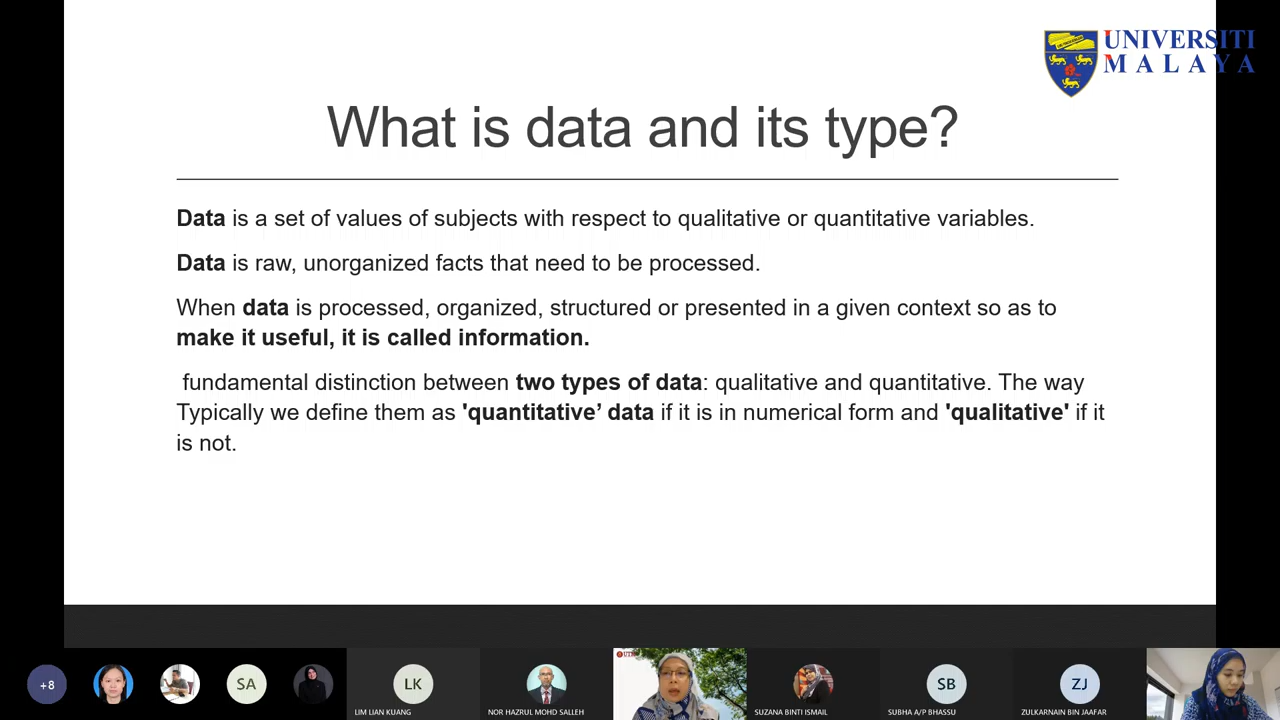 UNIVERSITI
MALAYA
What is data and its type?
Data is a set of values of subjects with respect to qualitative or quantitative variables.
Data is raw, unorganized facts that need to be processed.
When data is processed, organized, structured or presented in a given context so as to
make it useful, it is called information.
fundamental distinction between two types of data: qualitative and quantitative. The way
Typically we define them as 'quantitative’ data if it is in numerical form and 'qualitative' if it
is not.
+8
SA
LK
LIM LIAN KUANG
NOR HAZRUL MOHD SALLEH
SUZANA BINTI ISMAIL
SB
SUBHA A/P BHASSU
ZJ
ZULKARNAIN BIN JAAFAR